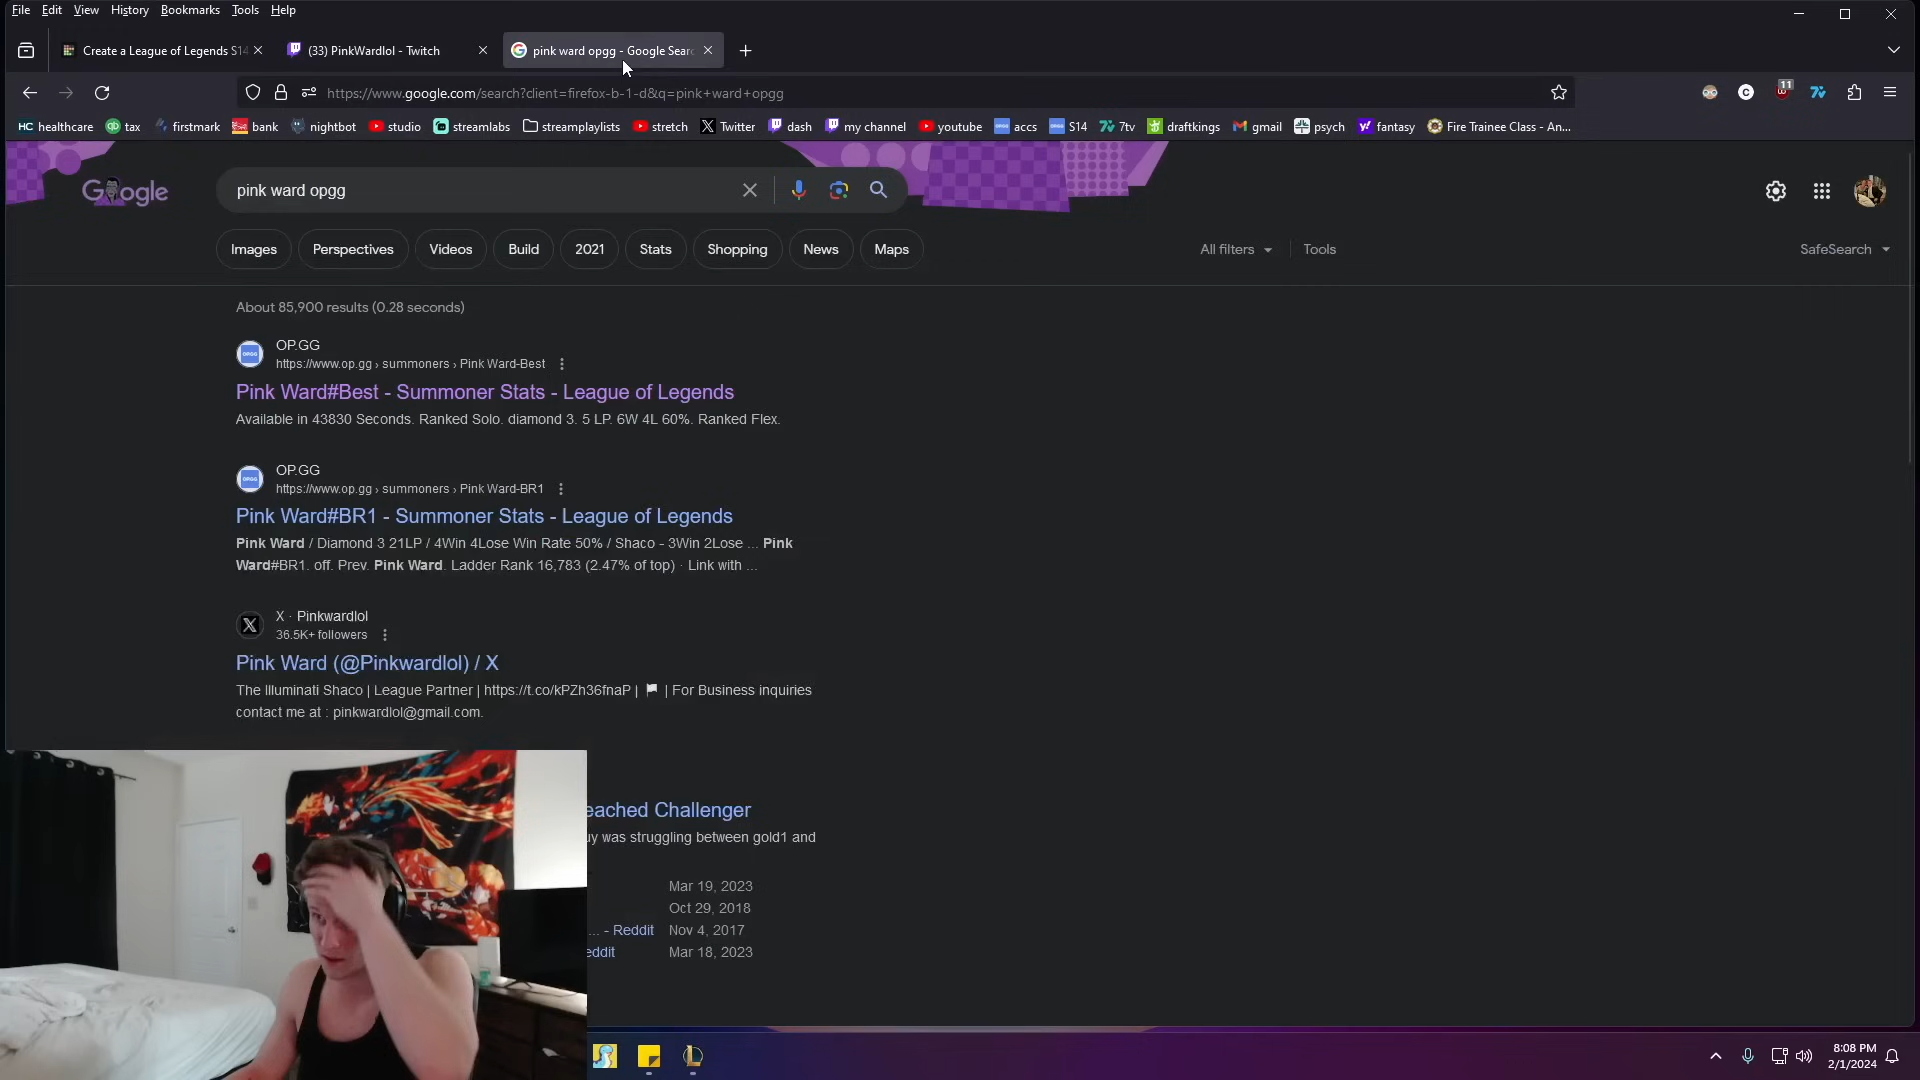 File Edit View History Bookmarks Tools Help
Create a League of Legends S14
(33) PinkWardlol - Twitch
pink ward opgg - Google Sear
https://www.google.com/search?client=firefox-b-1-d&q=pink+ward+opgg
11
HC healthcare tax firstmark bank nightbot studio streamlabs streamplaylists stretch Twitter dash my channel youtube accs S14 7tv draftkings gmail psych fantasy Fire Trainee Class - An...
Google
pink ward opgg
Images Perspectives Videos Build 2021 Stats Shopping News Maps All filters Tools SafeSearch
About 85,900 results (0.28 seconds)
OP.GG
https://www.op.gg › summoners › Pink Ward-Best
Pink Ward#Best - Summoner Stats - League of Legends
Available in 43830 Seconds. Ranked Solo. diamond 3. 5 LP. 6W 4L 60%. Ranked Flex.
OP.GG
https://www.op.gg › summoners › Pink Ward-BR1
Pink Ward#BR1 - Summoner Stats - League of Legends
Pink Ward / Diamond 3 21LP / 4Win 4Lose Win Rate 50% / Shaco - 3Win 2Lose ... Pink
Ward#BR1. off. Prev. Pink Ward. Ladder Rank 16,783 (2.47% of top) · Link with ...
X · Pinkwardlol
36.5K+ followers
Pink Ward (@Pinkwardlol) / X
The Illuminati Shaco | League Partner | https://t.co/kPZh36fnaP | | For Business inquiries
contact me at : pinkwardlol@gmail.com.
eached Challenger
uy was struggling between gold1 and
Mar 19, 2023
Oct 29, 2018
... - Reddit Nov 4, 2017
eddit Mar 18, 2023
8:08 PM
2/1/2024